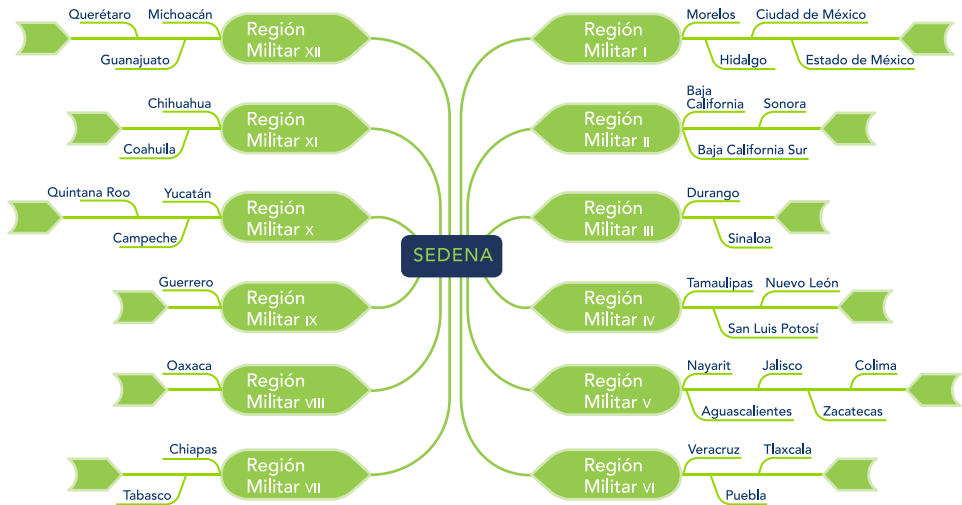 Querétaro
Michoacán
Guanajuato
Región
Militar XII
Región
Militar I
Morelos
Ciudad de México
Hidalgo
Estado de México
Chihuahua
Coahuila
Región
Militar XI
Región
Militar II
Baja
California
Sonora
Baja California Sur
Quintana Roo
Yucatán
Campeche
Región
Militar X
Región
Militar III
Durango
Sinaloa
SEDENA
Guerrero
Región
Militar IX
Región
Militar IV
Tamaulipas
Nuevo León
San Luis Potosí
Oaxaca
Región
Militar VIII
Región
Militar V
Nayarit
Jalisco
Colima
Aguascalientes
Zacatecas
Chiapas
Tabasco
Región
Militar VII
Región
Militar VI
Veracruz
Tlaxcala
Puebla